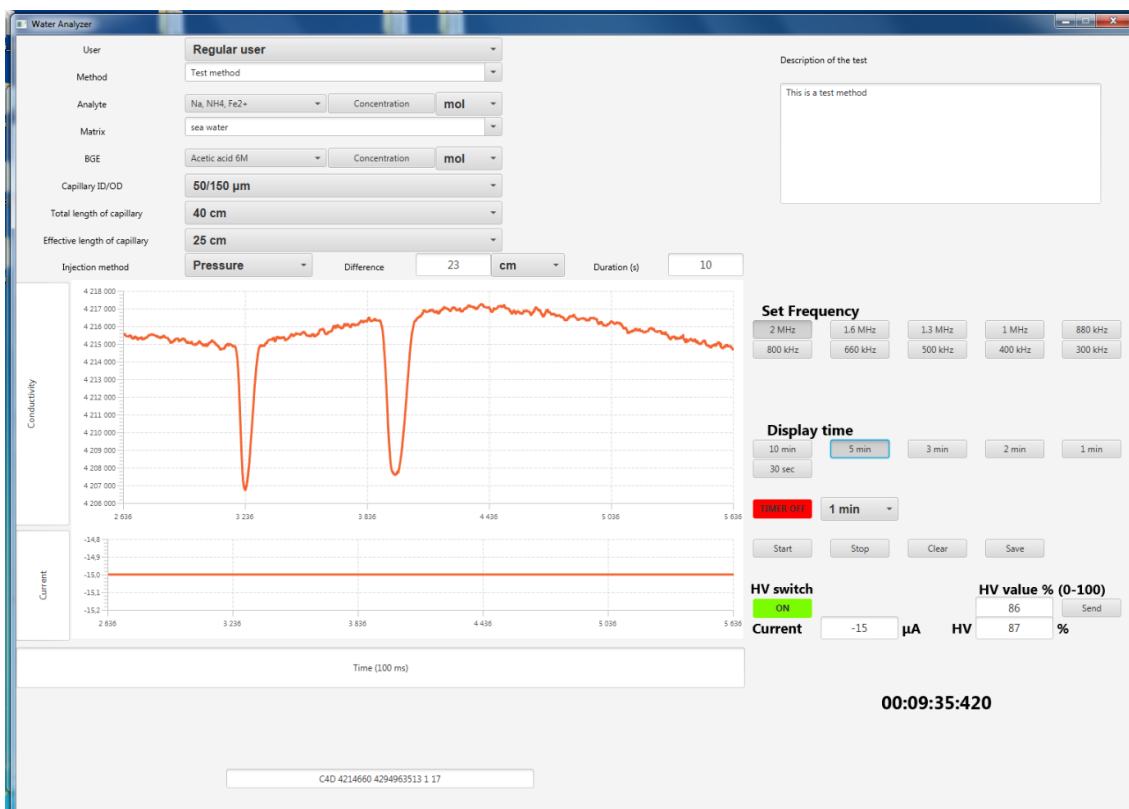 Water Analyzer
User Regular user
Description of the test
Method Test method
This is a test method
Analyte Na, NH4, Fe2+ Concentration mol
Matrix sea water
BGE Acetic acid 6M Concentration mol
Capillary ID/OD 50/150 µm
Total length of capillary 40 cm
Effective length of capillary 25 cm
Injection method Pressure Difference 23 cm Duration (s) 10
Conductivity
4 218 000
4 217 000
4 216 000
4 215 000
4 214 000
4 213 000
4 212 000
4 211 000
4 210 000
4 209 000
4 208 000
4 207 000
4 206 000
2 636 3 236 3 836 4 436 5 036 5 636
Set Frequency
2 MHz 1.6 MHz 1.3 MHz 1 MHz 880 kHz
800 kHz 660 kHz 500 kHz 400 kHz 300 kHz
Display time
10 min 5 min 3 min 2 min 1 min
30 sec
TIMER OFF 1 min
Start Stop Clear Save
Current
-14,8
-14,9
-15,0
-15,1
-15,2
2 636 3 236 3 836 4 436 5 036 5 636
HV switch HV value % (0-100)
ON 86 Send
Current -15 µA HV 87 %
Time (100 ms)
00:09:35:420
C4D 4214660 4294963513 1 17